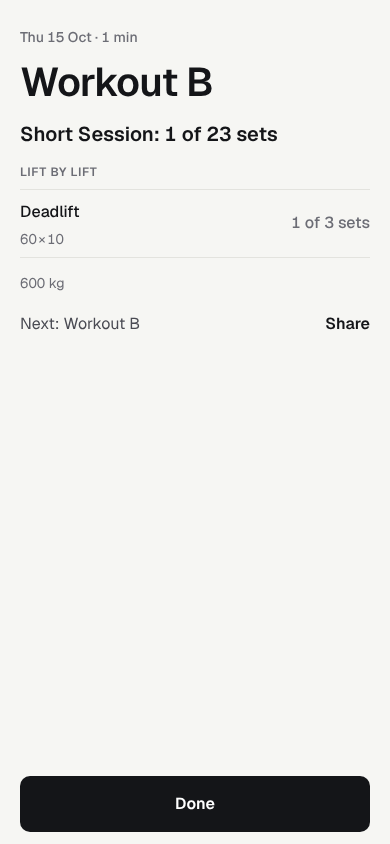 Thu 15 Oct · 1 min
Workout B
Short Session: 1 of 23 sets
LIFT BY LIFT
Deadlift
1 of 3 sets
60×10
600 kg
Next: Workout B
Share
Done